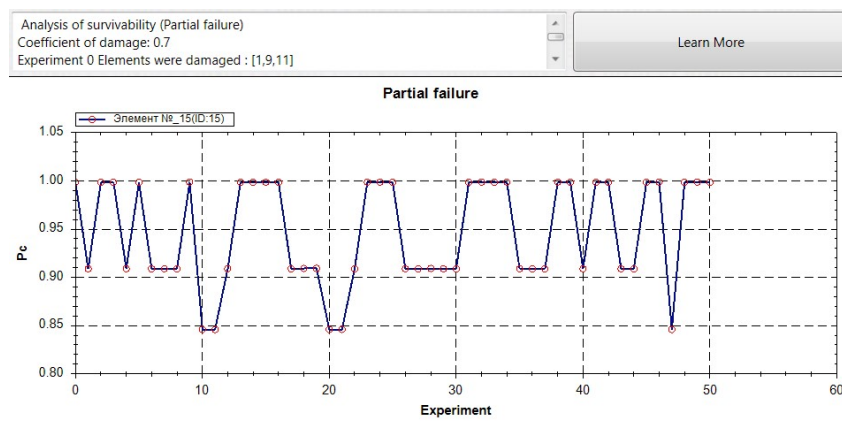 Analysis of survivability (Partial failure)
Coefficient of damage: 0.7
Experiment 0 Elements were damaged : [1,9,11]
Learn More
Partial failure
Элемент №_15(ID:15)
1.05
1.00
0.95
0.90
0.85
0.80
Pc
0 10 20 30 40 50 60
Experiment